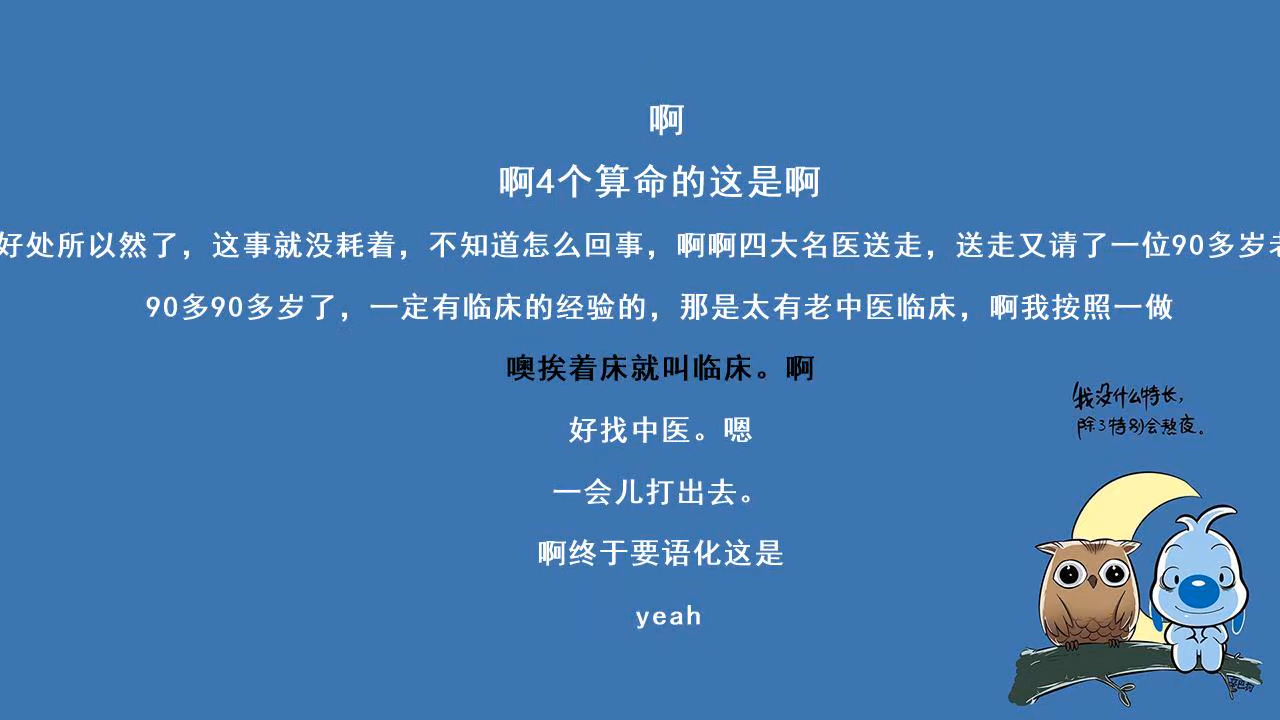 啊
啊4个算命的这是啊
好处所以然了，这事就没耗着，不知道怎么回事，啊啊四大名医送走，送走又请了一位90多岁老
90多90多岁了，一定有临床的经验的，那是太有老中医临床，啊我按照一做
噢挨着床就叫临床。啊
好找中医。嗯
一会儿打出去。
啊终于要语化这是
yeah
我没什么特长，
除了特别会熬夜。